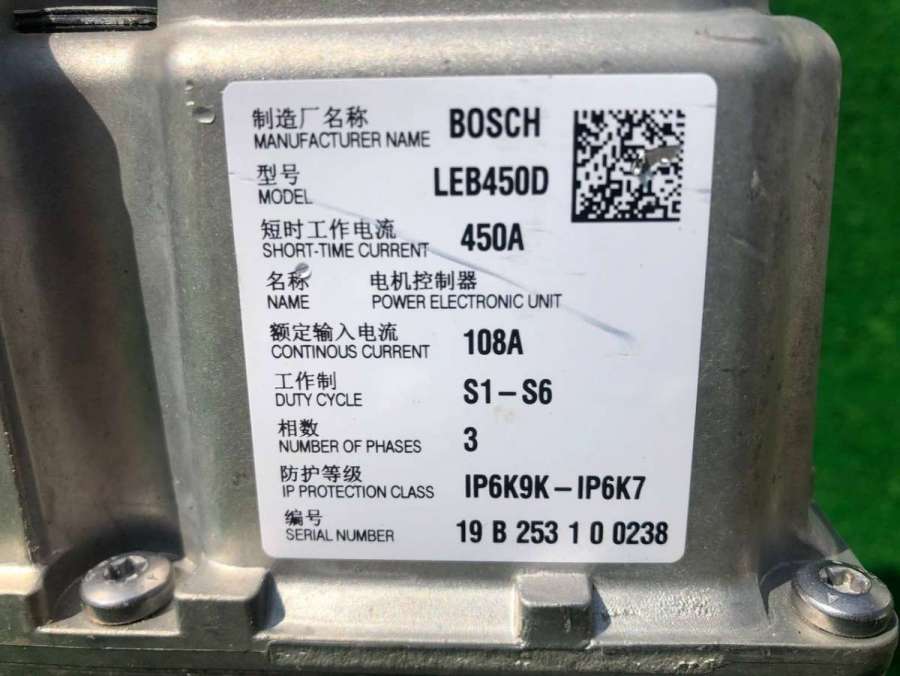 制造厂名称 BOSCH
MANUFACTURER NAME
型号 LEB450D
MODEL
短时工作电流 450A
SHORT-TIME CURRENT
名称 电机控制器
NAME POWER ELECTRONIC UNIT
额定输入电流 108A
CONTINOUS CURRENT
工作制 S1-S6
DUTY CYCLE
相数 3
NUMBER OF PHASES
防护等级 IP6K9K-IP6K7
IP PROTECTION CLASS
编号 19 B 253 1 0 0238
SERIAL NUMBER